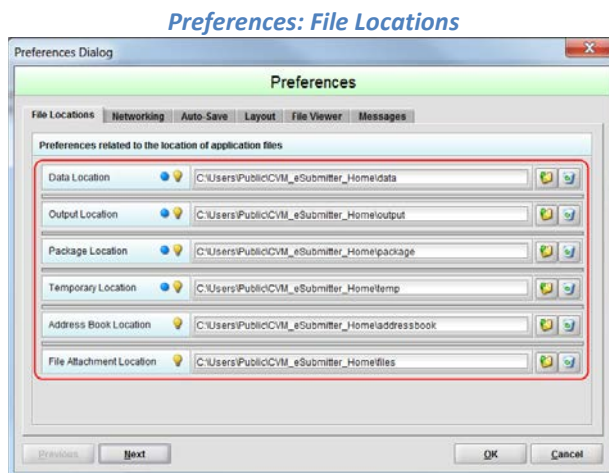 Preferences: File Locations
Preferences Dialog
Preferences
File Locations Networking Auto-Save Layout File Viewer Messages
Preferences related to the location of application files
Data Location C:\Users\Public\CVM_eSubmitter_Home\data
Output Location C:\Users\Public\CVM_eSubmitter_Home\output
Package Location C:\Users\Public\CVM_eSubmitter_Home\package
Temporary Location C:\Users\Public\CVM_eSubmitter_Home\temp
Address Book Location C:\Users\Public\CVM_eSubmitter_Home\addressbook
File Attachment Location C:\Users\Public\CVM_eSubmitter_Home\files
Previous Next OK Cancel